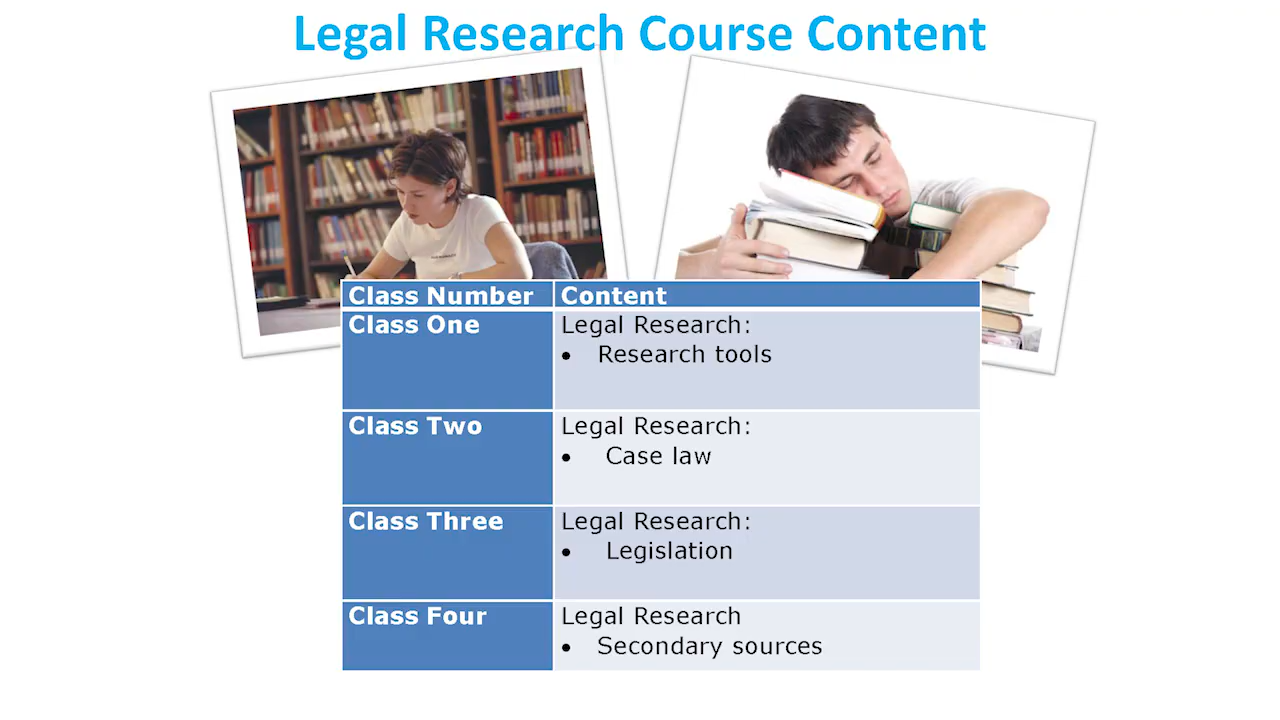 Legal Research Course Content
Class Number Content
Class One Legal Research:
• Research tools
Class Two Legal Research:
• Case law
Class Three Legal Research:
• Legislation
Class Four Legal Research
• Secondary sources